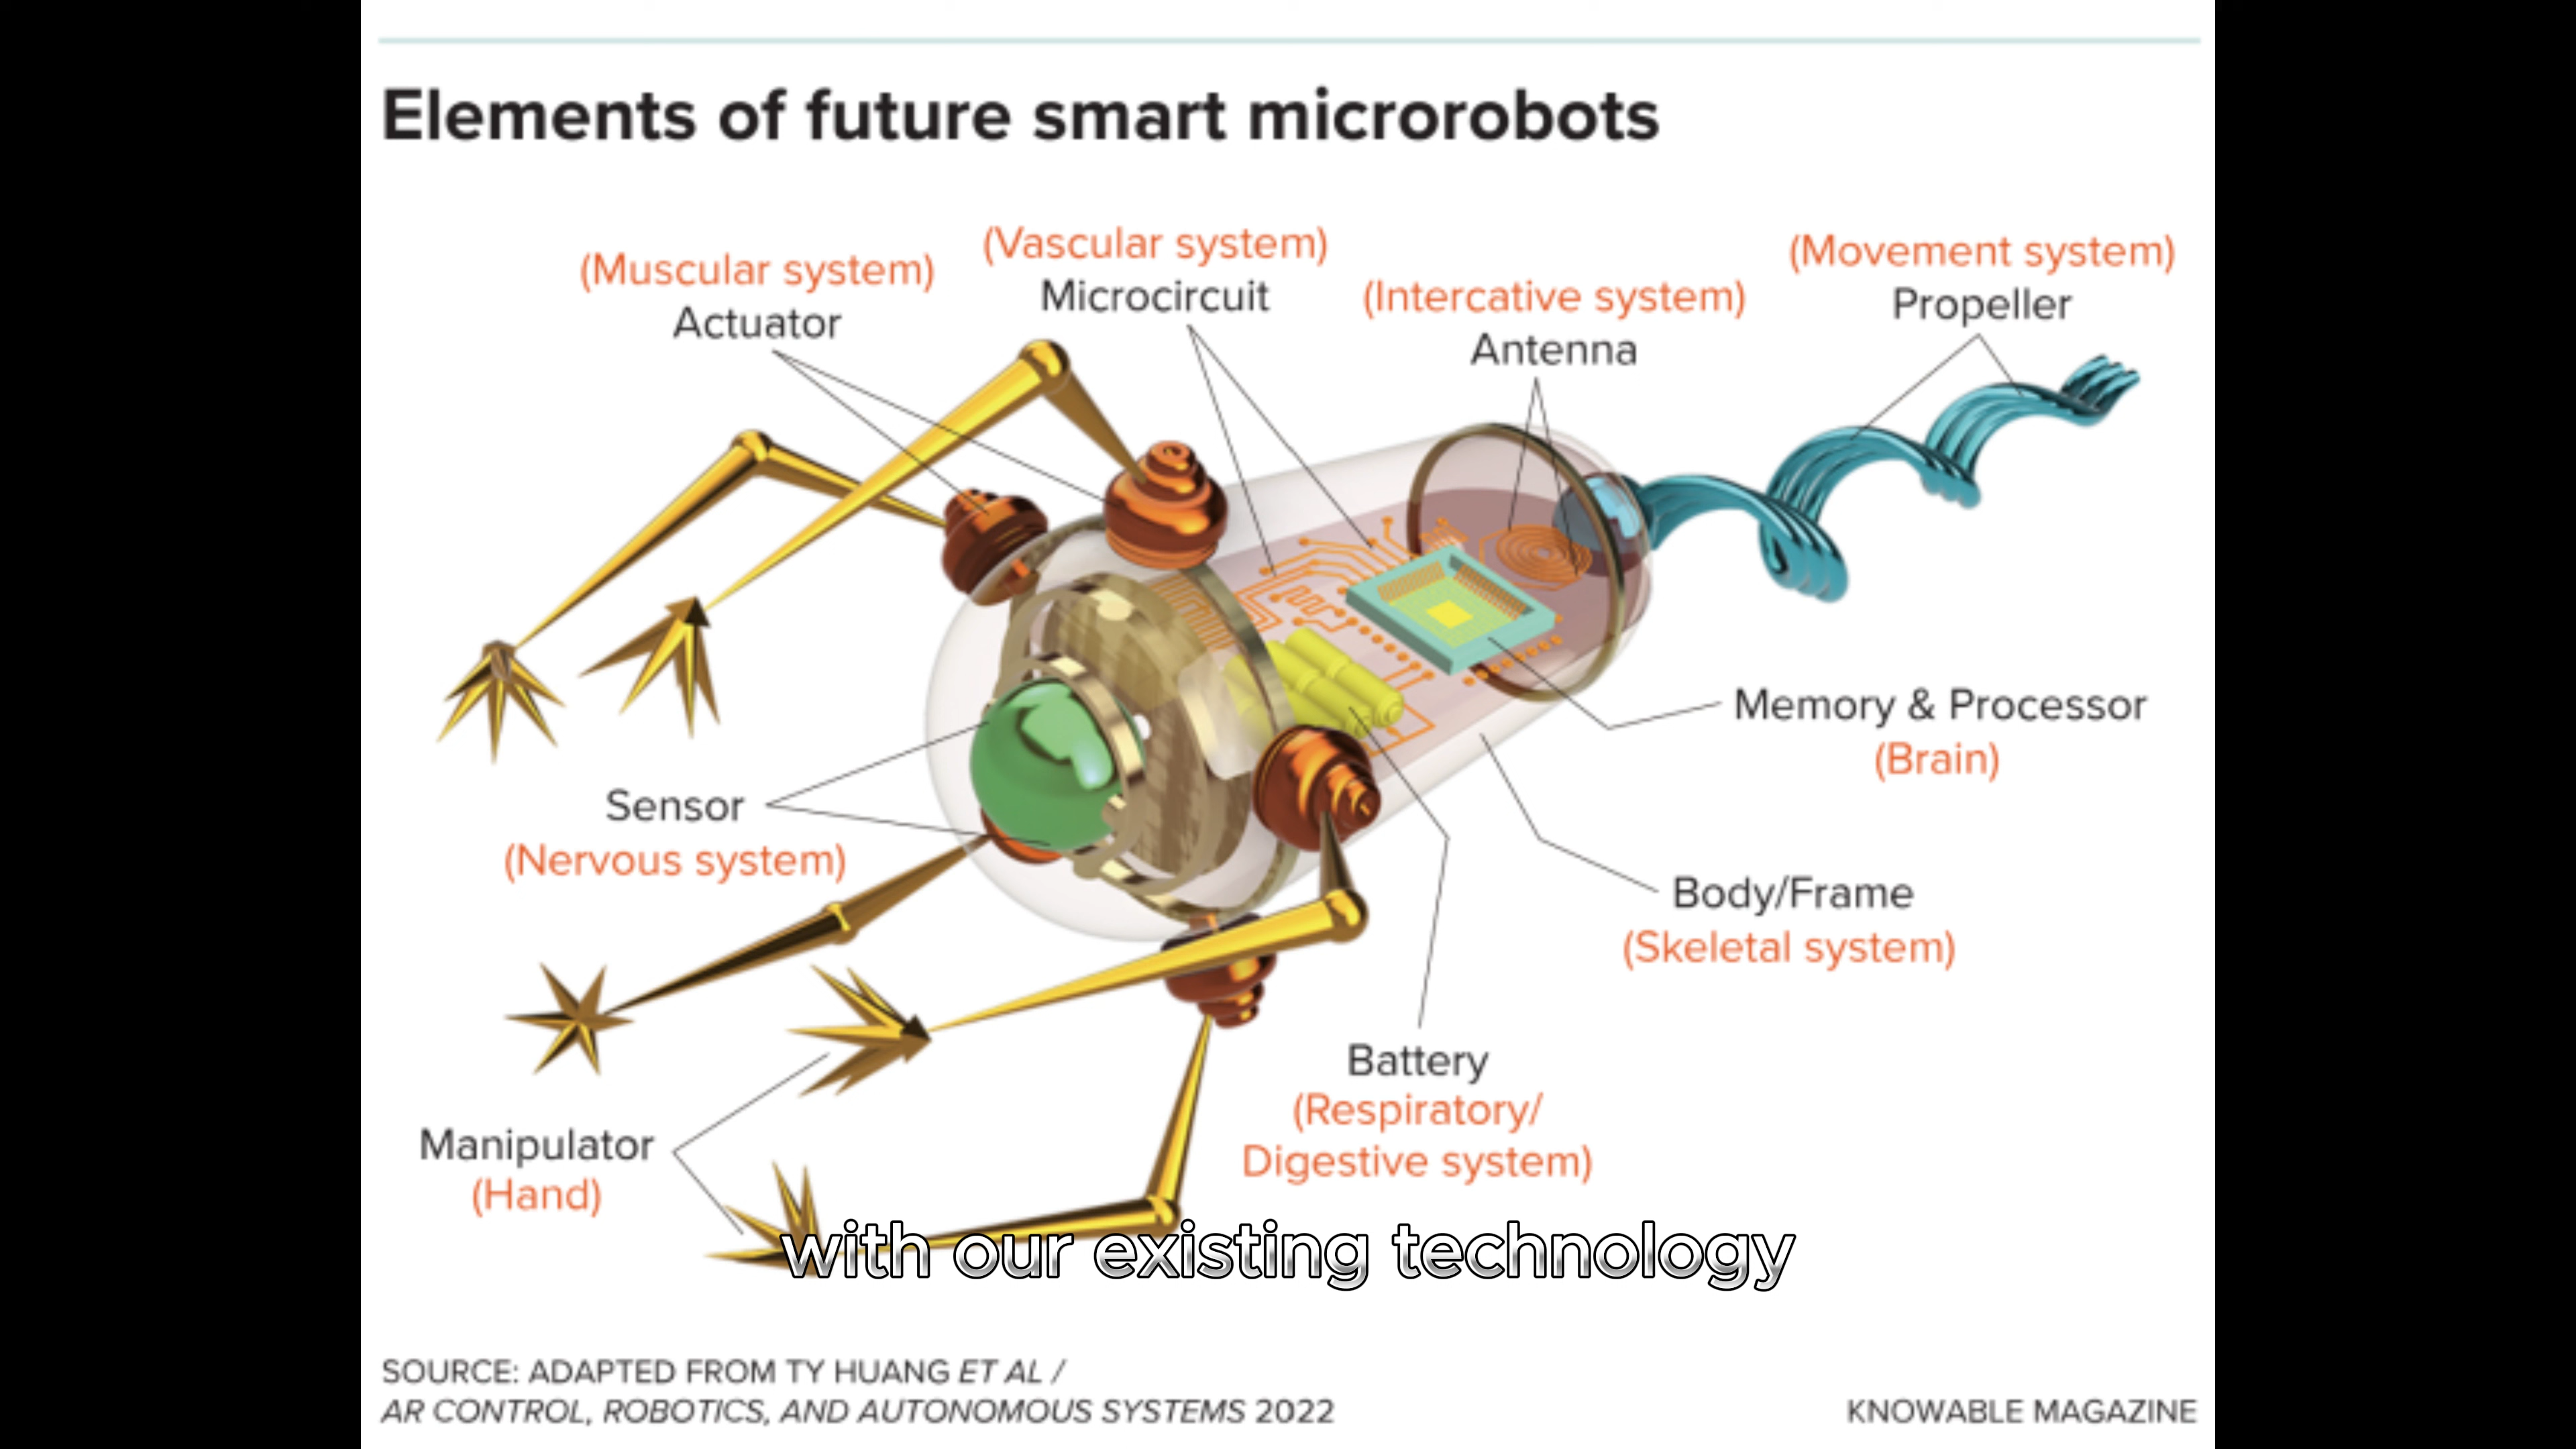 Elements of future smart microrobots
(Muscular system)
Actuator
(Vascular system)
Microcircuit
(Intercative system)
Antenna
(Movement system)
Propeller
Memory & Processor
(Brain)
Sensor
(Nervous system)
Body/Frame
(Skeletal system)
Battery
(Respiratory/
Digestive system)
Manipulator
(Hand)
with our existing technology
SOURCE: ADAPTED FROM TY HUANG ET AL /
AR CONTROL, ROBOTICS, AND AUTONOMOUS SYSTEMS 2022
KNOWABLE MAGAZINE